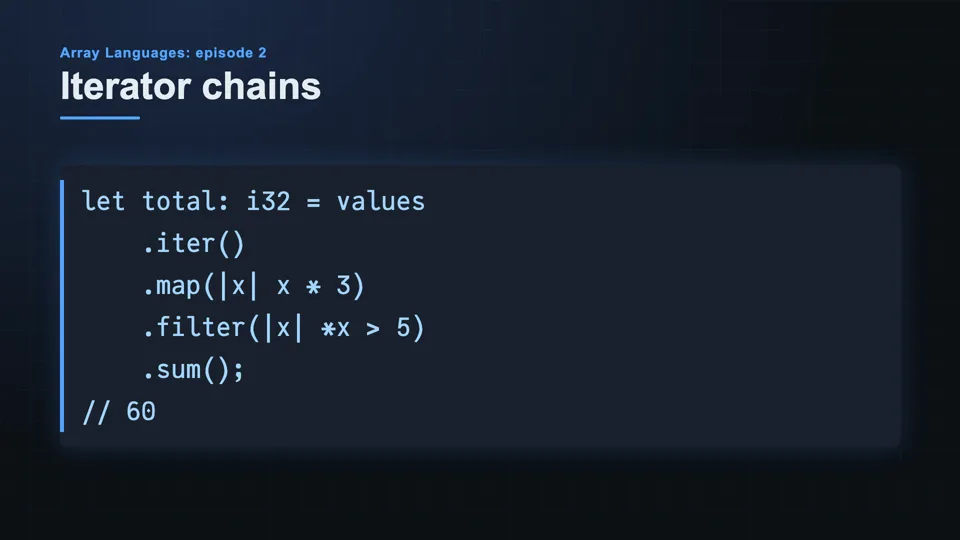 Array Languages: episode 2
Iterator chains
let total: i32 = values
    .iter()
    .map(|x| x * 3)
    .filter(|x| *x > 5)
    .sum();
// 60